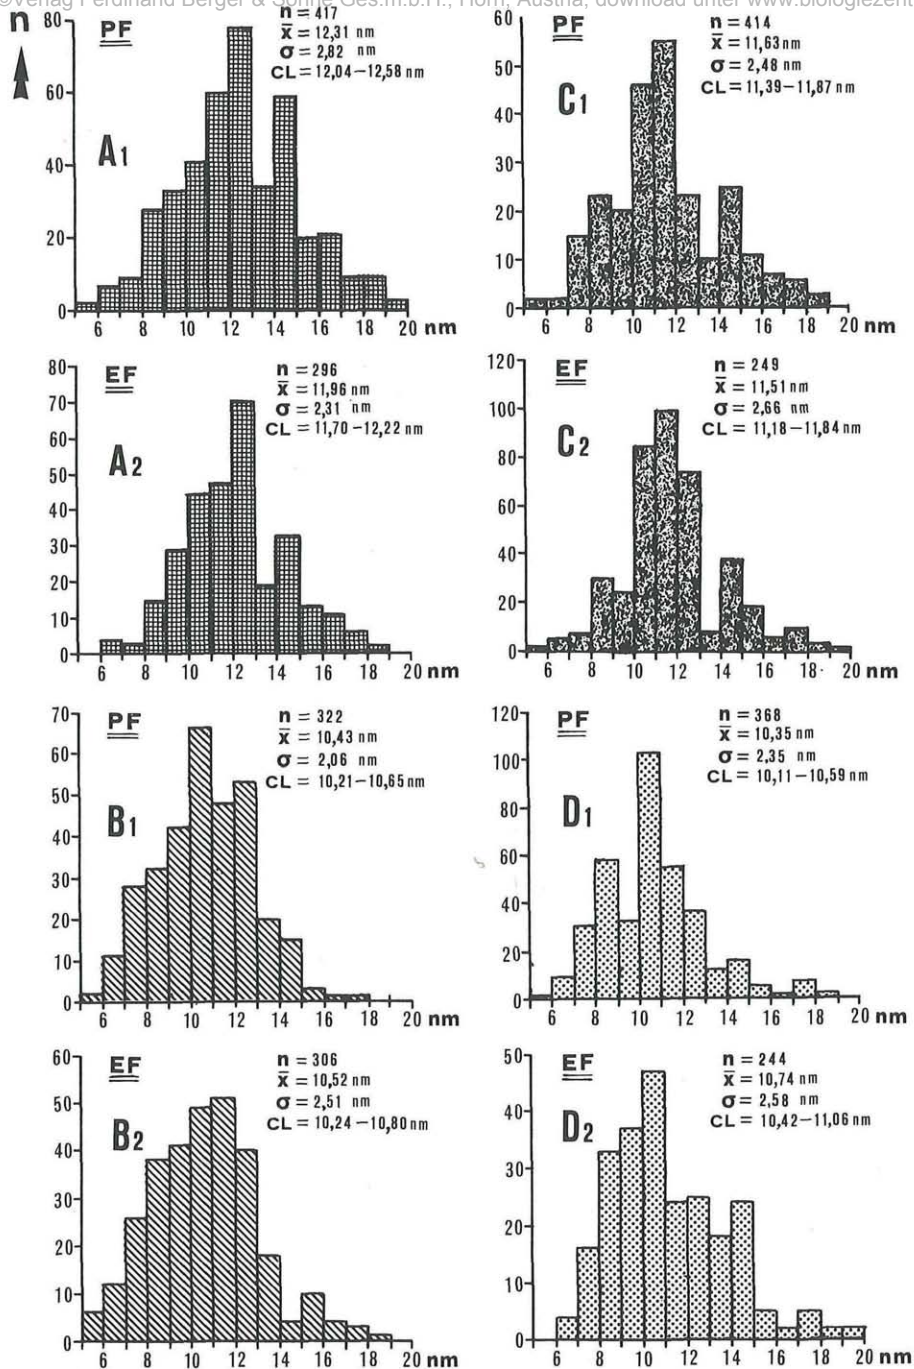 ©Verlag Ferdinand Berger & Söhne Ges.m.b.H., Horn, Austria, download unter www.biologiezent
n
80
60
40
20
0
PF
A1
n = 417
x̄ = 12,31 nm
σ = 2,82 nm
CL = 12,04–12,58 nm
6 8 10 12 14 16 18 20 nm
60
50
40
30
20
10
0
PF
C1
n = 414
x̄ = 11,63 nm
σ = 2,48 nm
CL = 11,39–11,87 nm
6 8 10 12 14 16 18 20 nm
80
70
60
50
40
30
20
10
0
EF
A2
n = 296
x̄ = 11,96 nm
σ = 2,31 nm
CL = 11,70–12,22 nm
6 8 10 12 14 16 18 20 nm
120
100
80
60
40
20
0
EF
C2
n = 249
x̄ = 11,51 nm
σ = 2,66 nm
CL = 11,18–11,84 nm
6 8 10 12 14 16 18 20 nm
70
60
50
40
30
20
10
0
PF
B1
n = 322
x̄ = 10,43 nm
σ = 2,06 nm
CL = 10,21–10,65 nm
6 8 10 12 14 16 18 20 nm
120
100
80
60
40
20
0
PF
D1
n = 368
x̄ = 10,35 nm
σ = 2,35 nm
CL = 10,11–10,59 nm
6 8 10 12 14 16 18 20 nm
60
50
40
30
20
10
0
EF
B2
n = 306
x̄ = 10,52 nm
σ = 2,51 nm
CL = 10,24–10,80 nm
6 8 10 12 14 16 18 20 nm
50
40
30
20
10
0
EF
D2
n = 244
x̄ = 10,74 nm
σ = 2,58 nm
CL = 10,42–11,06 nm
6 8 10 12 14 16 18 20 nm